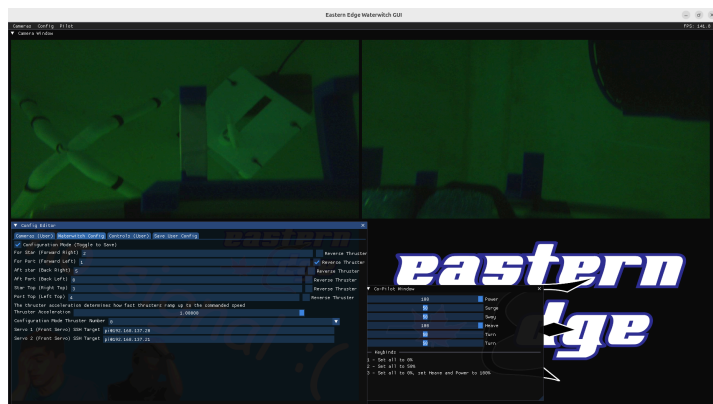 Eastern Edge Waterwitch GUI
Cameras Config Pilot
FPS: 141.0
▼ Camera Window
▼ Config Editor
Cameras (User) Waterwitch Config Controls (User) Save User Config
Configuration Mode (Toggle to Save)
For Star (Forward Right) 2 Reverse Thruster
For Port (Forward Left) 1 Reverse Thruster
Aft Star (Back Right) 5 Reverse Thruster
Aft Port (Back Left) Reverse Thruster
Star Top (Right Top) 3 Reverse Thruster
Port Top (Left Top) Reverse Thruster
The thruster acceleration determines how fast thrusters ramp up to the commanded speed
Thruster Acceleration 1.00000
Configuration Mode Thruster Number 0
Servo 1 (Front Servo) SSH Target pi@192.168.137.20
Servo 2 (Front Servo) SSH Target pi@192.168.137.21
eastern
edge
▼ Co-Pilot Window
100 Power
50 Surge
50 Sway
100 Heave
50 Turn
50 Turn
Keybinds
1 - Set all to 0%
2 - Set all to 50%
3 - Set all to 0%, set Heave and Power to 100%